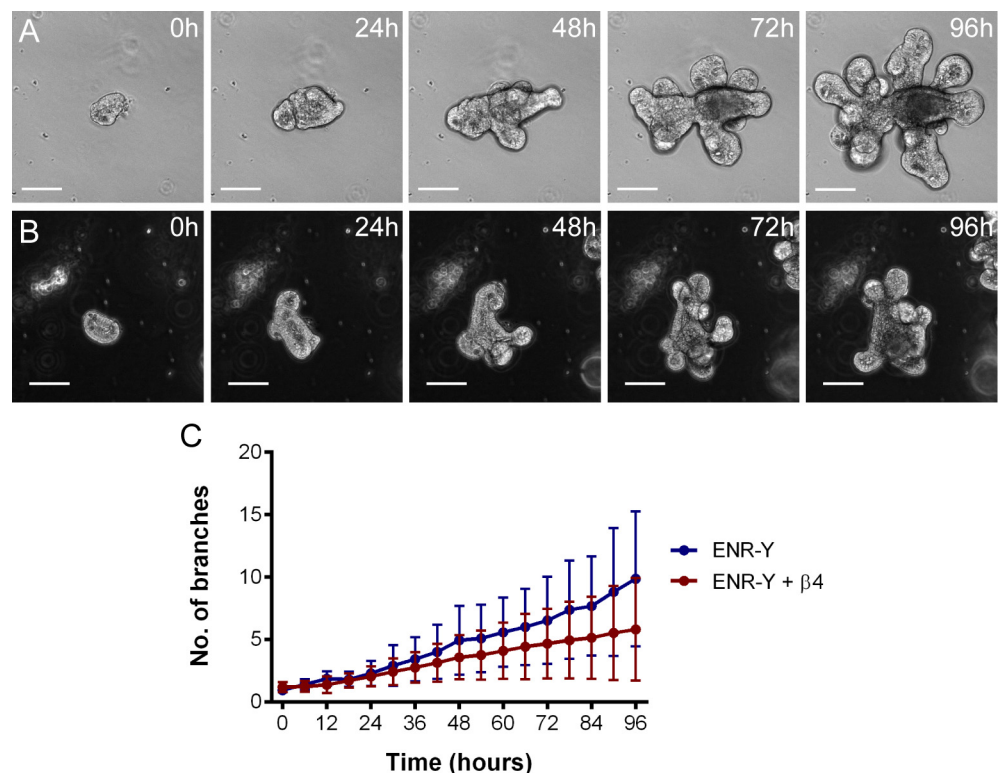 A 0h 24h 48h 72h 96h
B 0h 24h 48h 72h 96h
C
20
15
10
5
0
No. of branches
0 12 24 36 48 60 72 84 96
Time (hours)
ENR-Y
ENR-Y + β4